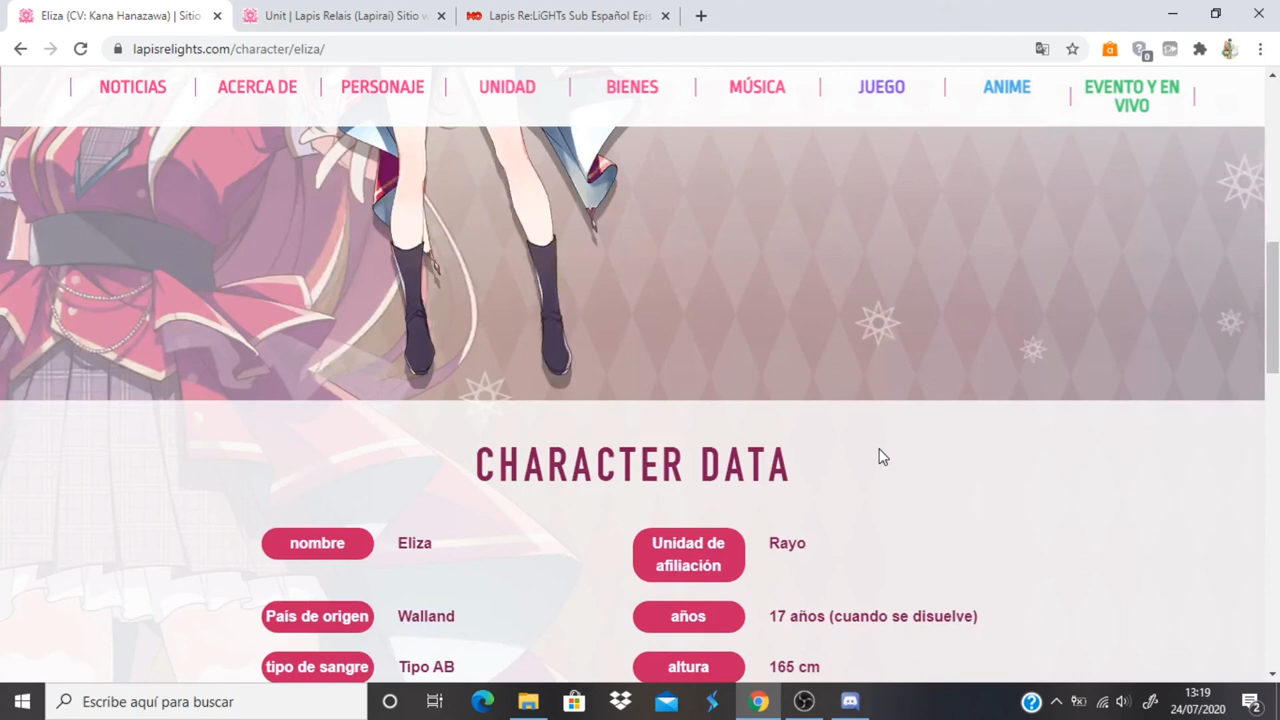 Eliza (CV: Kana Hanazawa) | Sitio
Unit | Lapis Relais (Lapirai) Sitio w
Lapis Re:LiGHTs Sub Español Epis
lapisrelights.com/character/eliza/
NOTICIAS
ACERCA DE
PERSONAJE
UNIDAD
BIENES
MÚSICA
JUEGO
ANIME
EVENTO Y EN
VIVO
CHARACTER DATA
nombre Eliza
Unidad de
afiliación
Rayo
País de origen Walland
años 17 años (cuando se disuelve)
tipo de sangre Tipo AB
altura 165 cm
Escribe aquí para buscar
13:19
24/07/2020